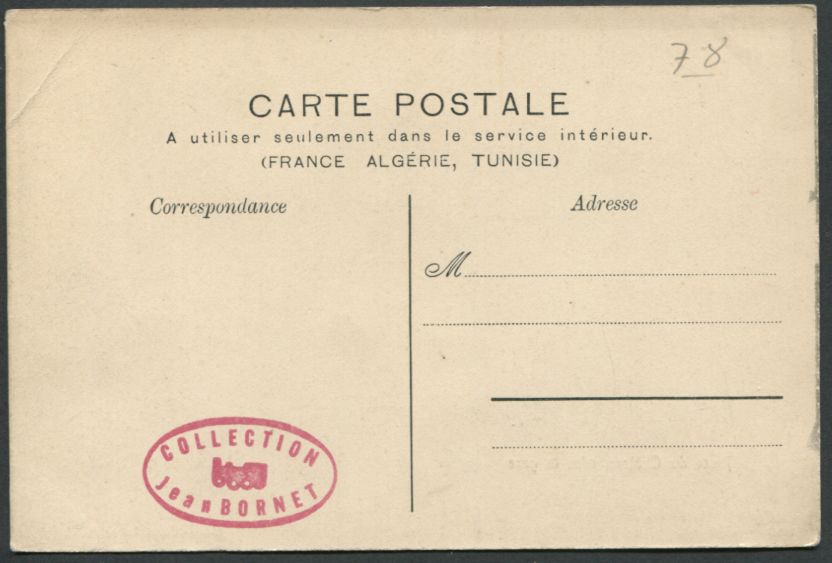 78
CARTE POSTALE
A utiliser seulement dans le service intérieur.
(FRANCE ALGÉRIE, TUNISIE)
Correspondance
Adresse
M
COLLECTION
Jean BORNET